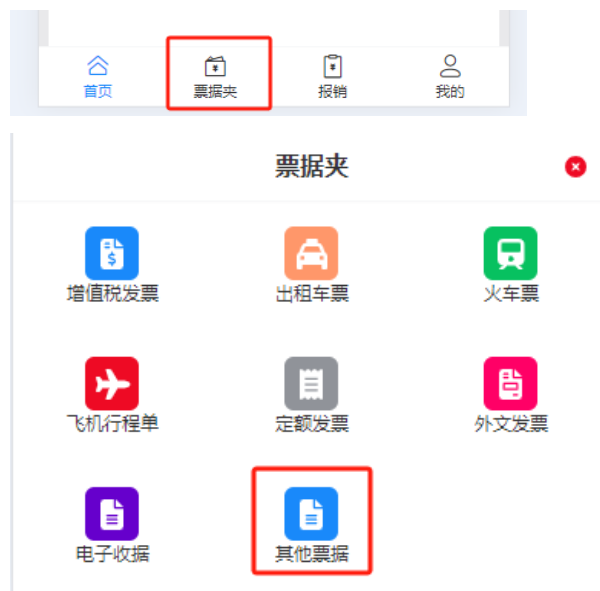 首页 票据夹 报销 我的
票据夹
增值税发票 出租车票 火车票
飞机行程单 定额发票 外文发票
电子收据 其他票据